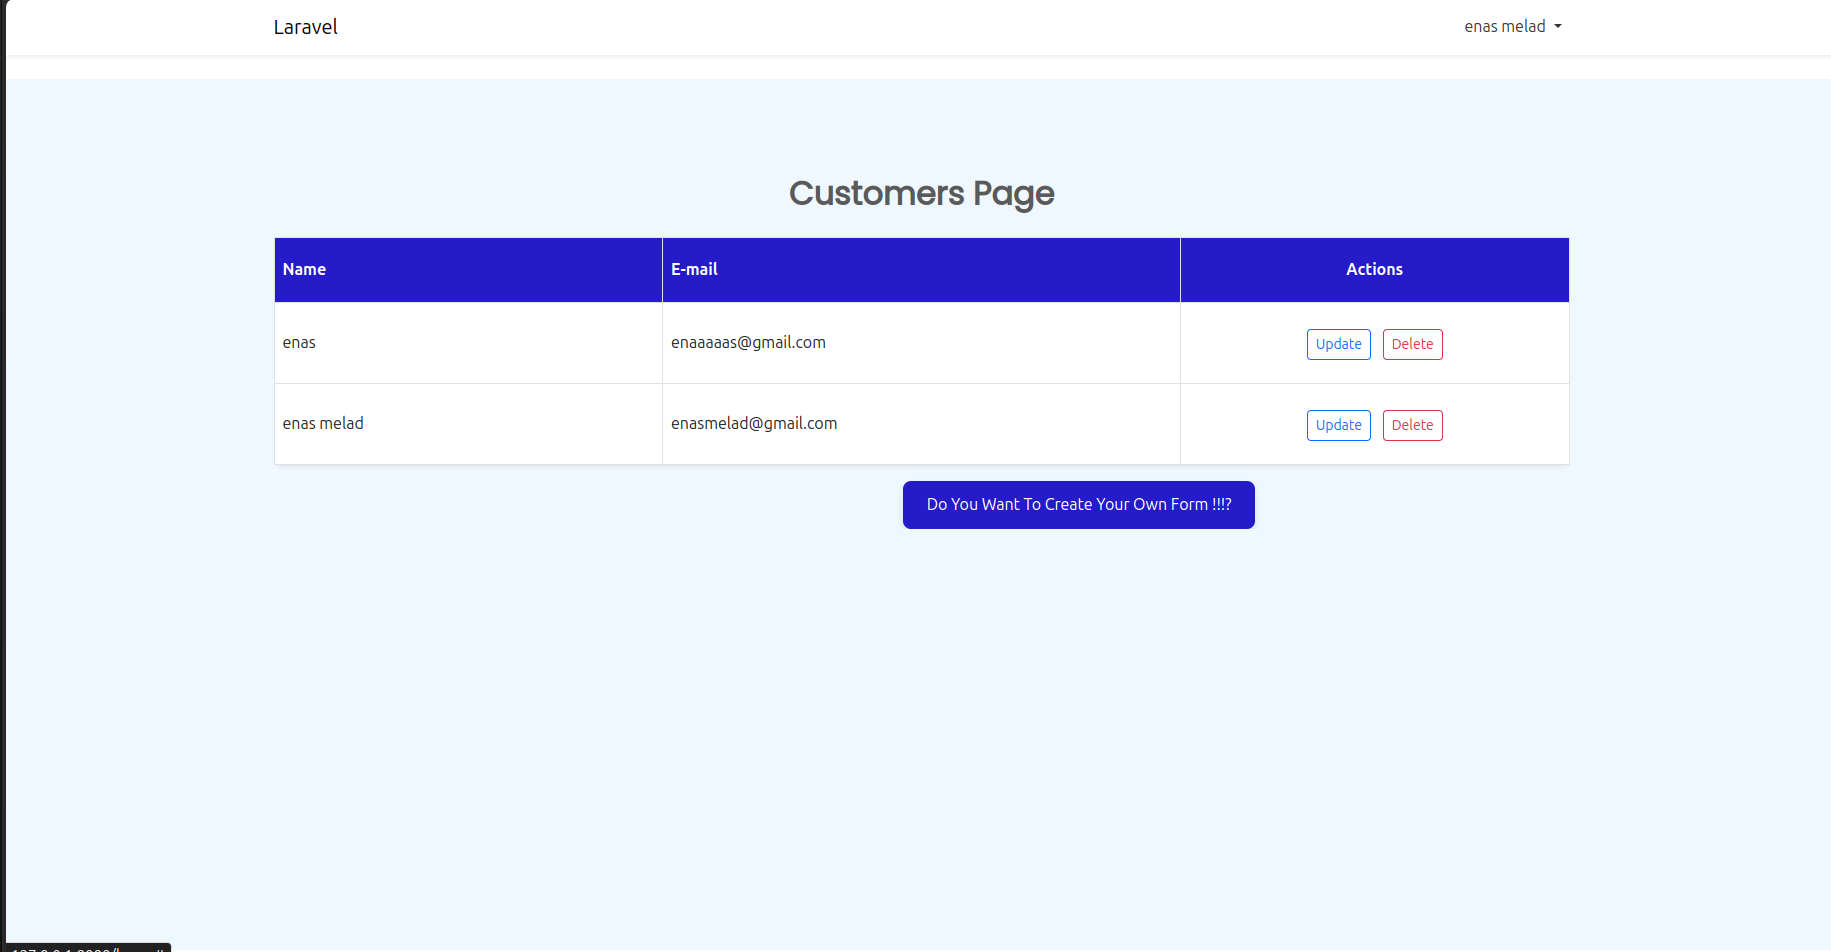 Laravel
enas melad
Customers Page
Name E-mail Actions
enas enaaaaas@gmail.com Update Delete
enas melad enasmelad@gmail.com Update Delete
Do You Want To Create Your Own Form !!!?